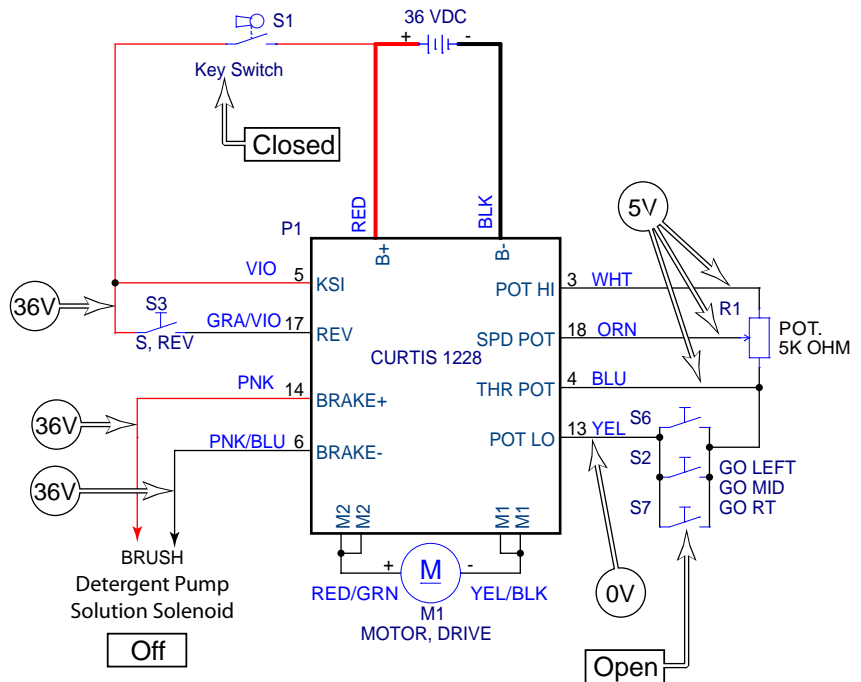 S1
36 VDC
+ -
Key Switch
Closed
RED
BLK
5V
P1
B+
B-
VIO 5 KSI
POT HI 3 WHT
36V
S3
GRA/VIO 17 REV
S, REV
R1
SPD POT 18 ORN
POT.
5K OHM
CURTIS 1228
PNK 14 BRAKE+
THR POT 4 BLU
36V
PNK/BLU 6 BRAKE-
POT LO 13 YEL
S6
S2
S7
GO LEFT
GO MID
GO RT
36V
M2
M2
M1
M1
BRUSH
Detergent Pump
Solution Solenoid
Off
+ M -
RED/GRN
YEL/BLK
M1
MOTOR, DRIVE
0V
Open